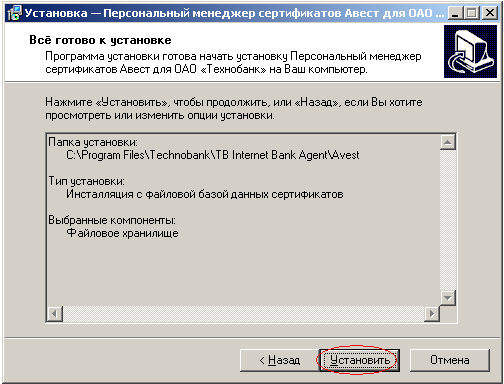 Установка — Персональный менеджер сертификатов Авест для ОАО ...
Всё готово к установке
Программа установки готова начать установку Персональный менеджер
сертификатов Авест для ОАО «Технобанк» на Ваш компьютер.
Нажмите «Установить», чтобы продолжить, или «Назад», если Вы хотите
просмотреть или изменить опции установки.
Папка установки:
C:\Program Files\Technobank\TB Internet Bank Agent\Avest
Тип установки:
Инсталляция с файловой базой данных сертификатов
Выбранные компоненты:
Файловое хранилище
< Назад
Установить
Отмена